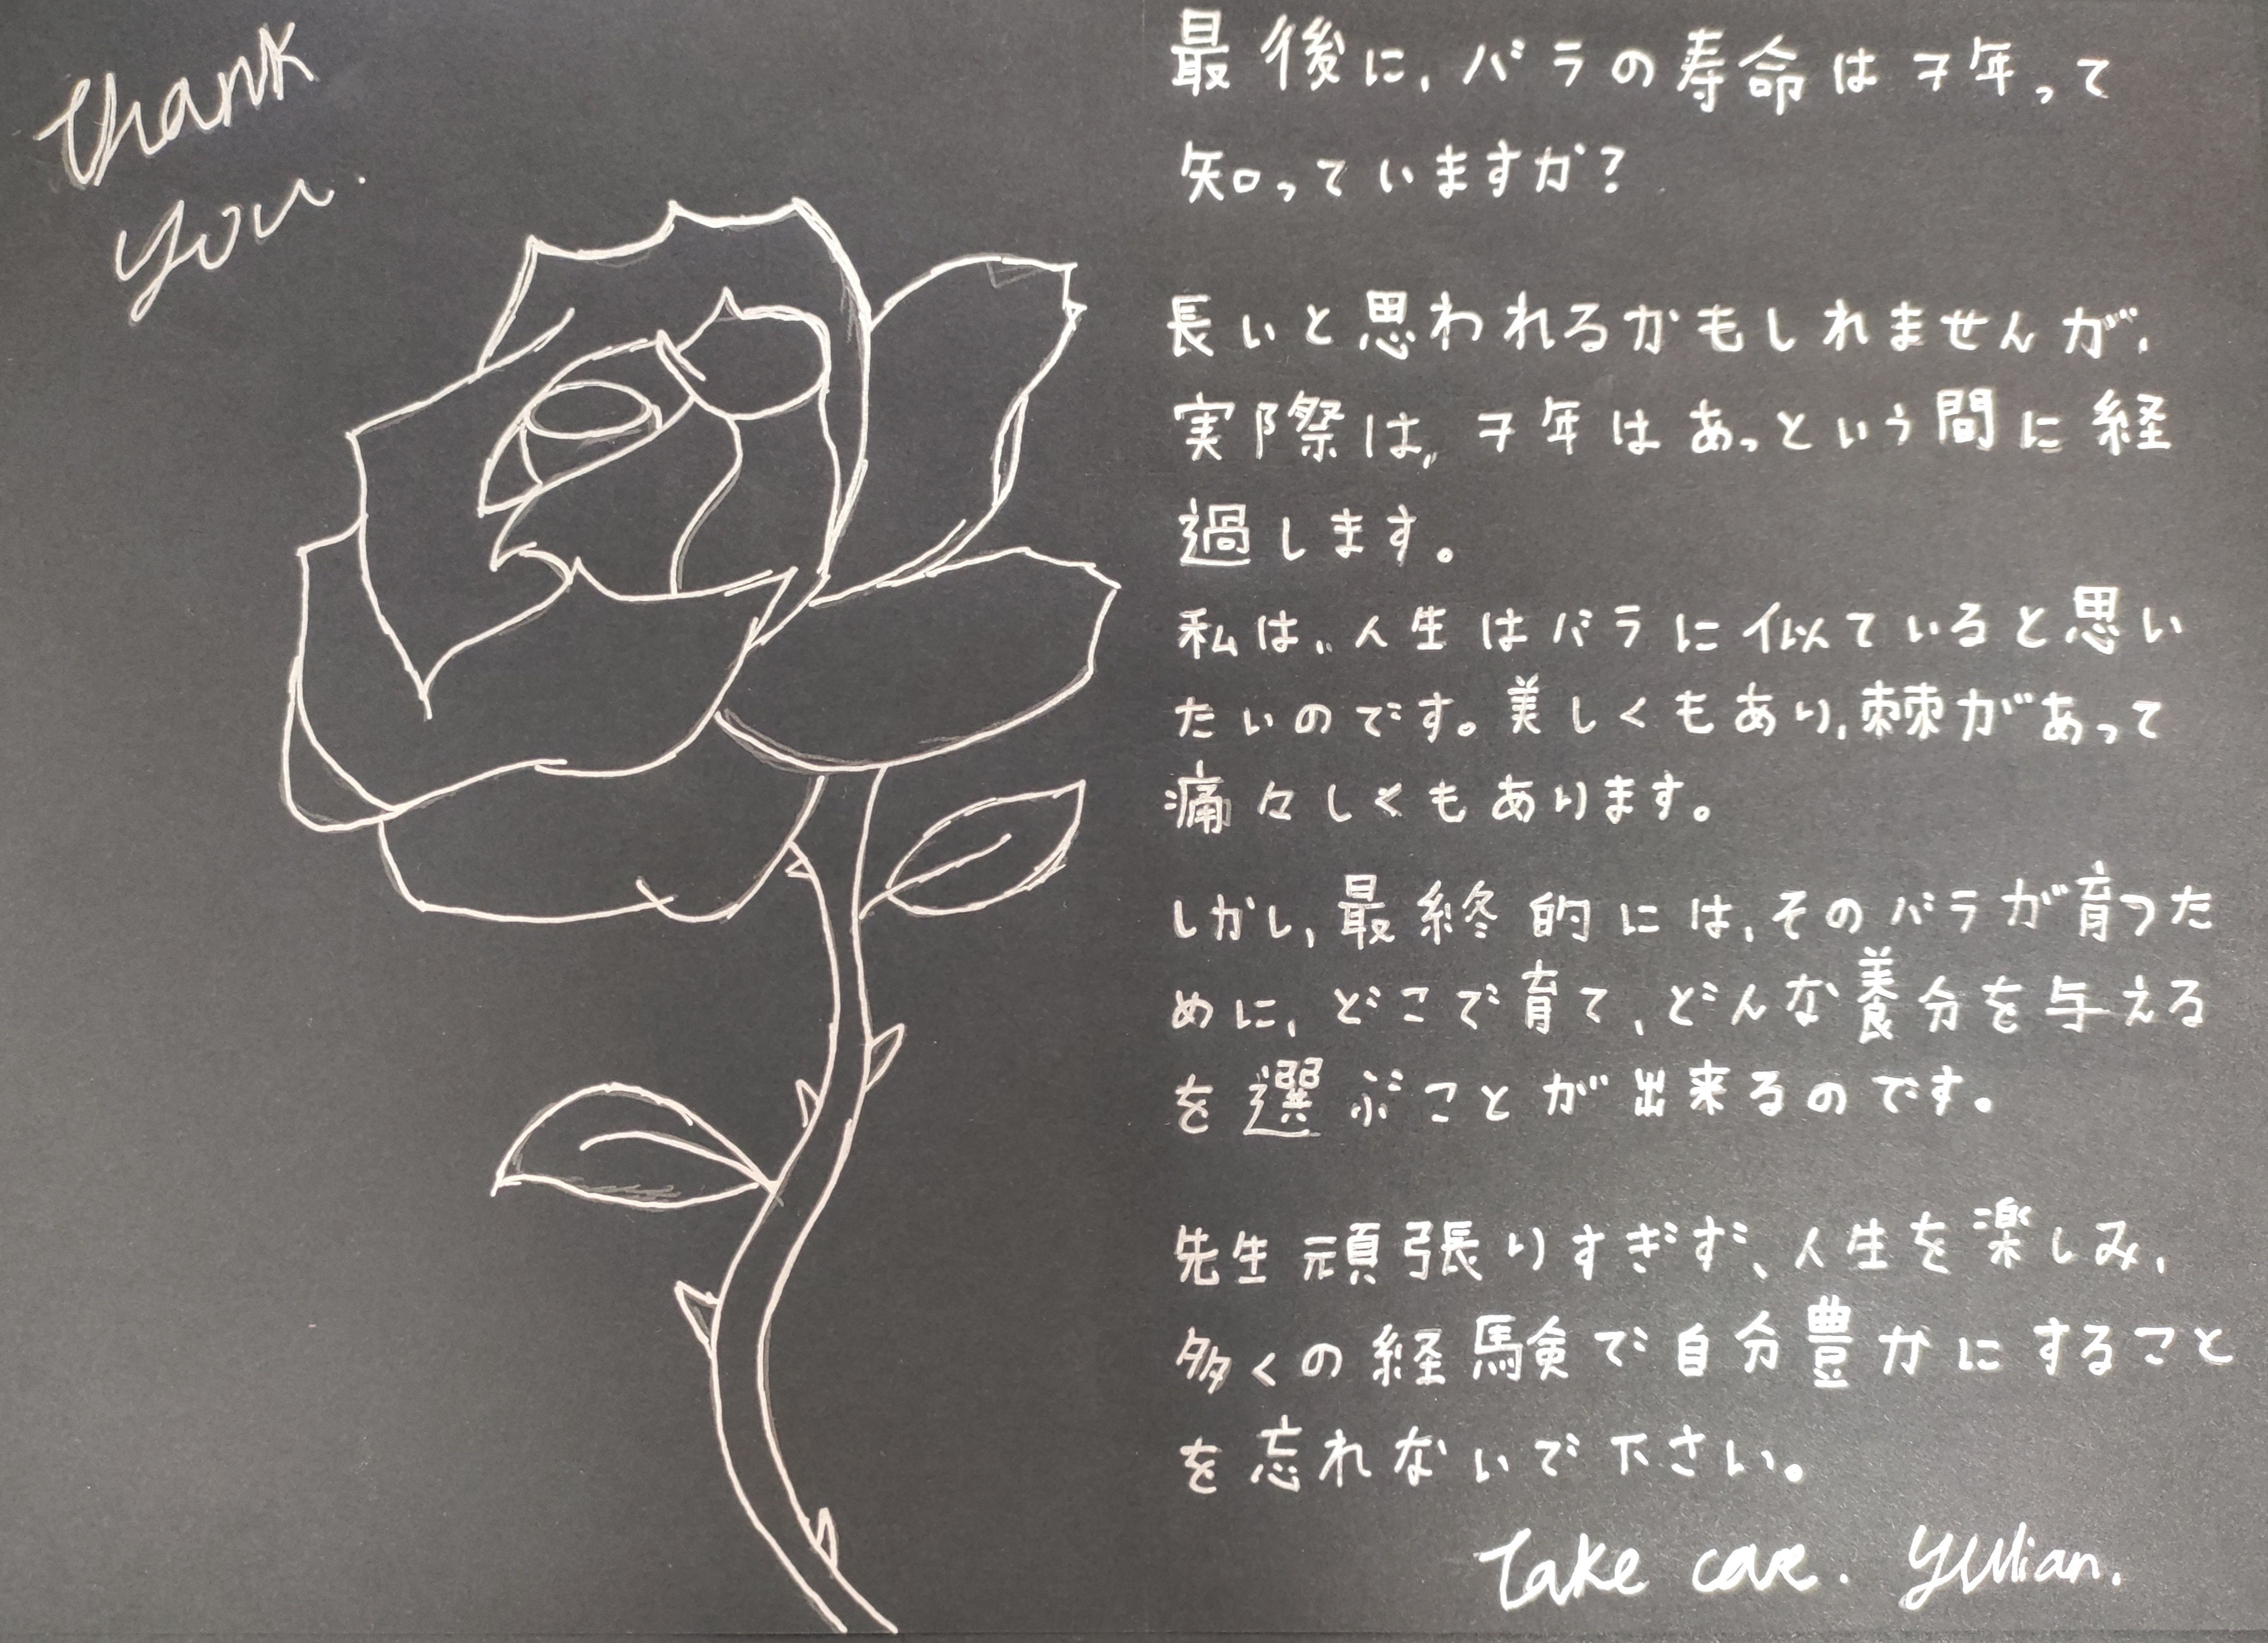 thank
you.
最後に、バラの寿命は7年って
知っていますか?
長いと思われるかもしれませんが、
実際は、7年はあっという間に経
過します。
私は、人生はバラに似ていると思い
たいのです。美しくもあり、棘があって
痛々しくもあります。
しかし、最終的には、そのバラが育つた
めに、どこで育て、どんな養分を与える
を選ぶことが出来るのです。
先生頑張りすぎず、人生を楽しみ、
多くの経験で自分豊かにすること
を忘れないで下さい。
take care. Yulian.